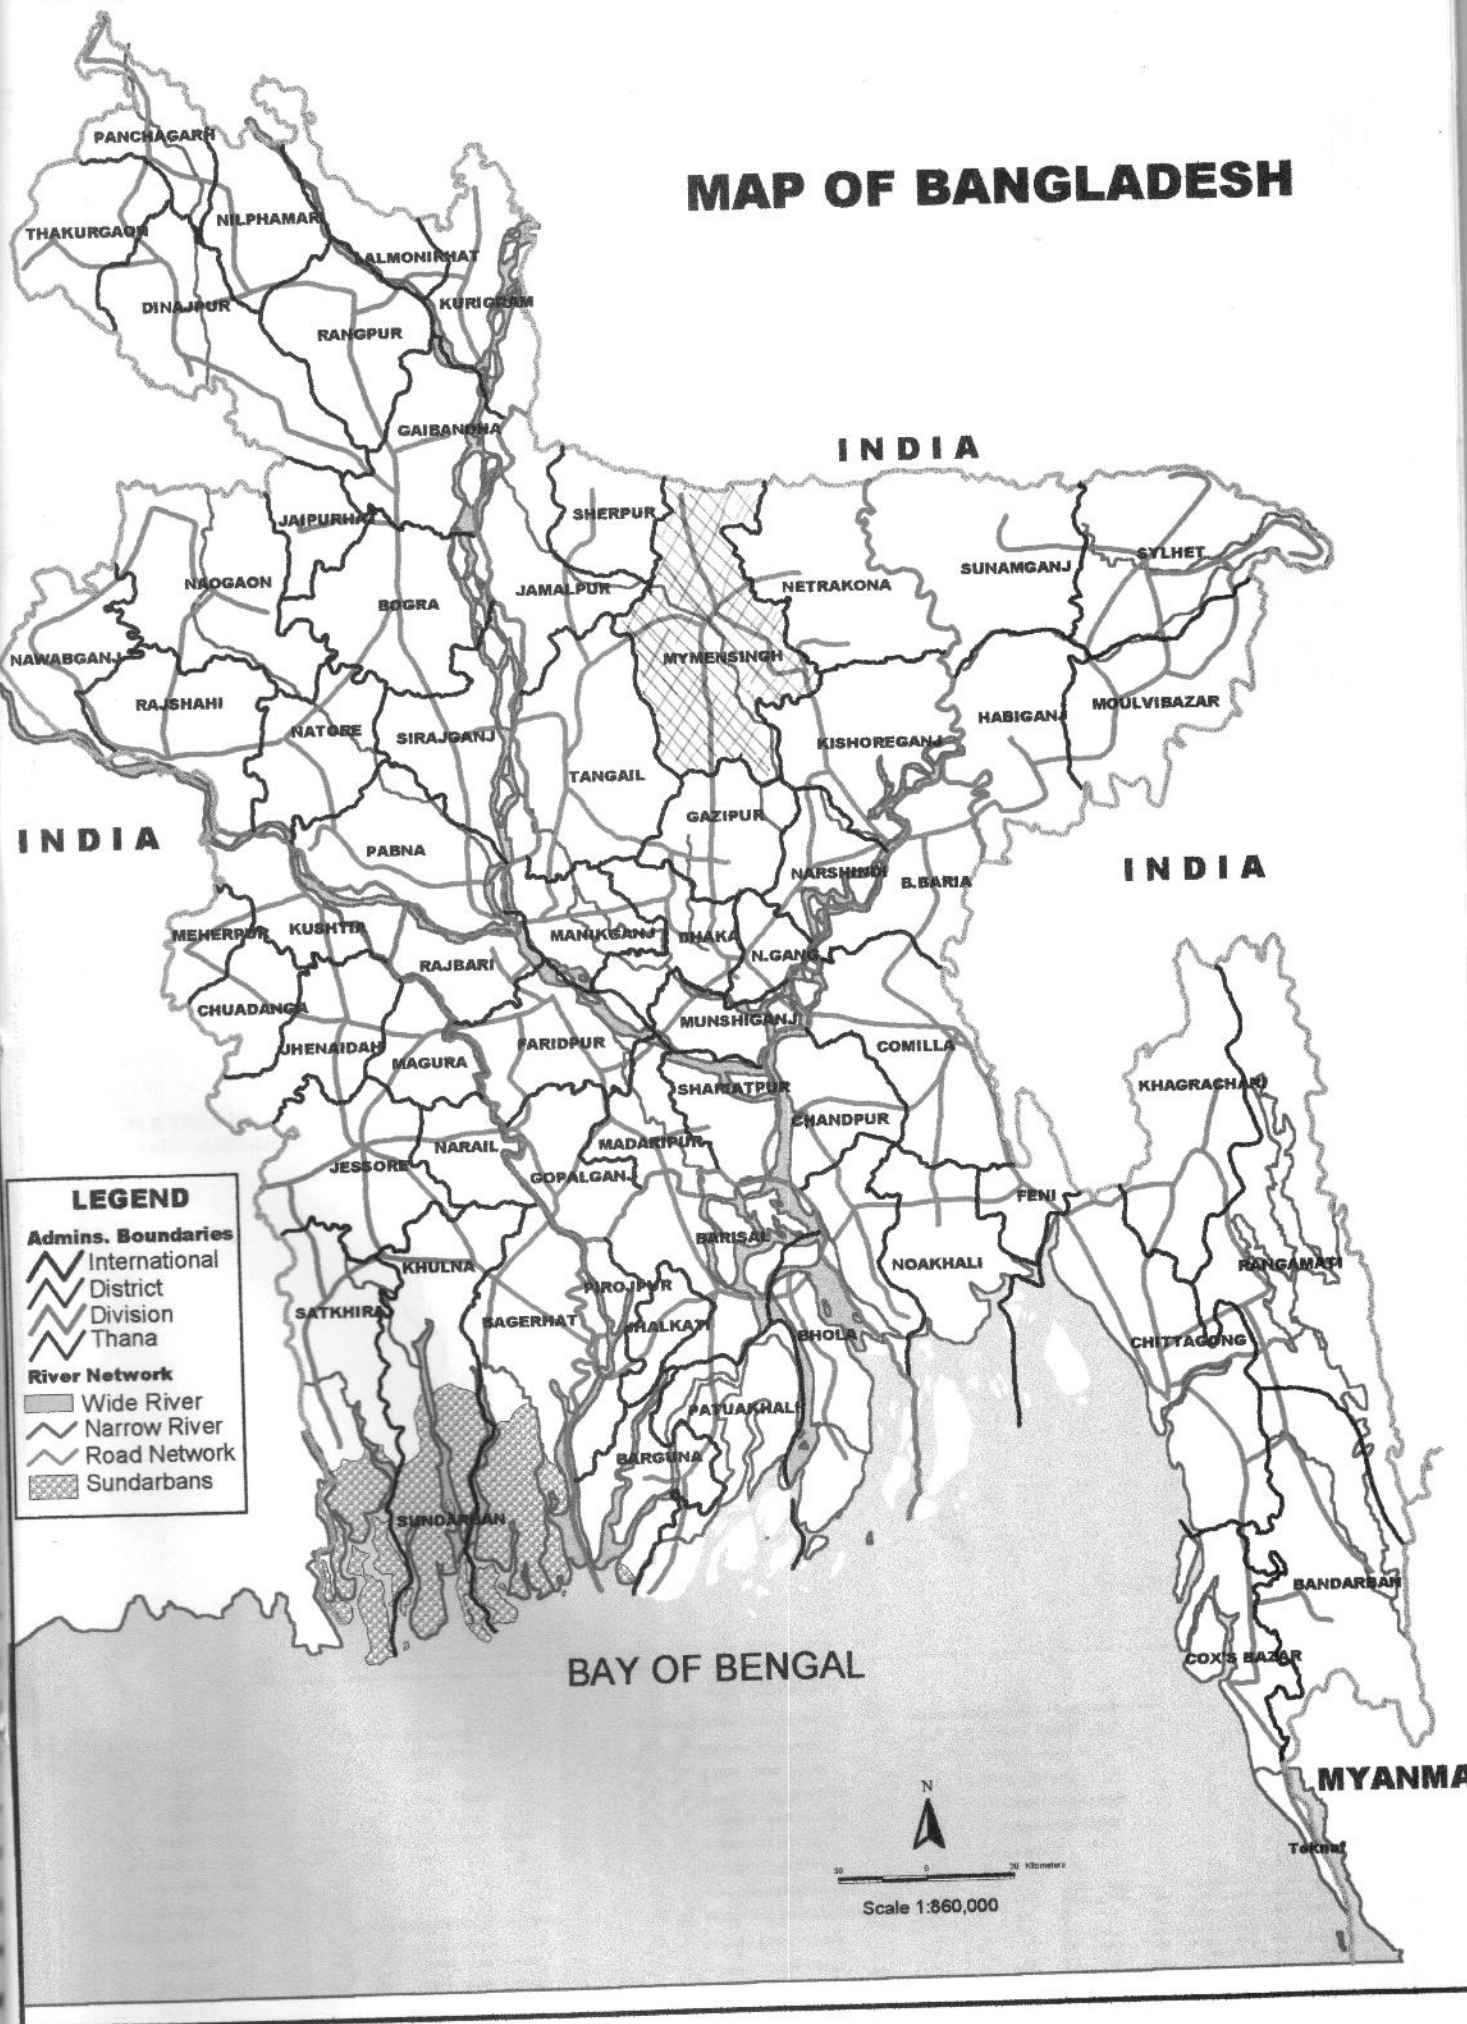 MAP OF BANGLADESH
PANCHAGARH
THAKURGAON
NILPHAMARI
LALMONIRHAT
DINAJPUR
KURIGRAM
RANGPUR
GAIBANDHA
INDIA
JAIPURHAT
SHERPUR
SYLHET
SUNAMGANJ
NAOGAON
JAMALPUR
NETRAKONA
BOGRA
NAWABGANJ
MYMENSINGH
RAJSHAHI
MOULVIBAZAR
HABIGANJ
NATORE
SIRAJGANJ
KISHOREGANJ
TANGAIL
GAZIPUR
INDIA
PABNA
INDIA
NARSHINDI
B.BARIA
MEHERPUR
KUSHTIA
MANIKGANJ
DHAKA
N.GANG
RAJBARI
CHUADANGA
MUNSHIGANJ
JHENAIDAH
MAGURA
FARIDPUR
COMILLA
SHARIATPUR
KHAGRACHARI
CHANDPUR
NARAIL
MADARIPUR
JESSORE
GOPALGANJ
FENI
BARISAL
NOAKHALI
RANGAMATI
KHULNA
PIROJPUR
SATKHIRA
BAGERHAT
JHALKATI
BHOLA
CHITTAGONG
PATUAKHALI
BARGUNA
SUNDARBAN
BANDARBAN
COX'S BAZAR
LEGEND
Admins. Boundaries
International
District
Division
Thana
River Network
Wide River
Narrow River
Road Network
Sundarbans
BAY OF BENGAL
MYANMA
N
Teknaf
30 0 30 Kilometers
Scale 1:860,000